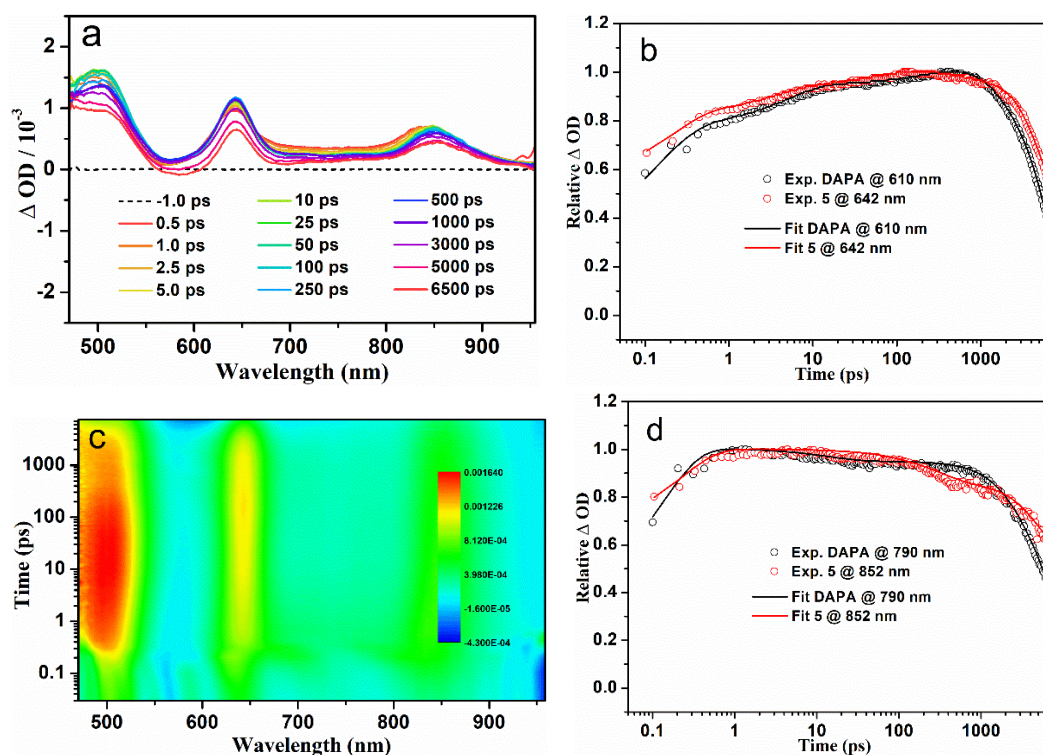 a
2
1
0
-1
-2
Δ OD / 10⁻³
-1.0 ps 10 ps 500 ps
0.5 ps 25 ps 1000 ps
1.0 ps 50 ps 3000 ps
2.5 ps 100 ps 5000 ps
5.0 ps 250 ps 6500 ps
500 600 700 800 900
Wavelength (nm)
b
1.2
1.0
0.8
0.6
0.4
0.2
0.0
Relative Δ OD
Exp. DAPA @ 610 nm
Exp. 5 @ 642 nm
Fit DAPA @ 610 nm
Fit 5 @ 642 nm
0.1 1 10 100 1000
Time (ps)
c
1000
100
10
1
0.1
Time (ps)
0.001640
0.001226
8.120E-04
3.980E-04
-1.600E-05
-4.300E-04
500 600 700 800 900
Wavelength (nm)
d
1.2
1.0
0.8
0.6
0.4
0.2
0.0
Relative Δ OD
Exp. DAPA @ 790 nm
Exp. 5 @ 852 nm
Fit DAPA @ 790 nm
Fit 5 @ 852 nm
0.1 1 10 100 1000
Time (ps)